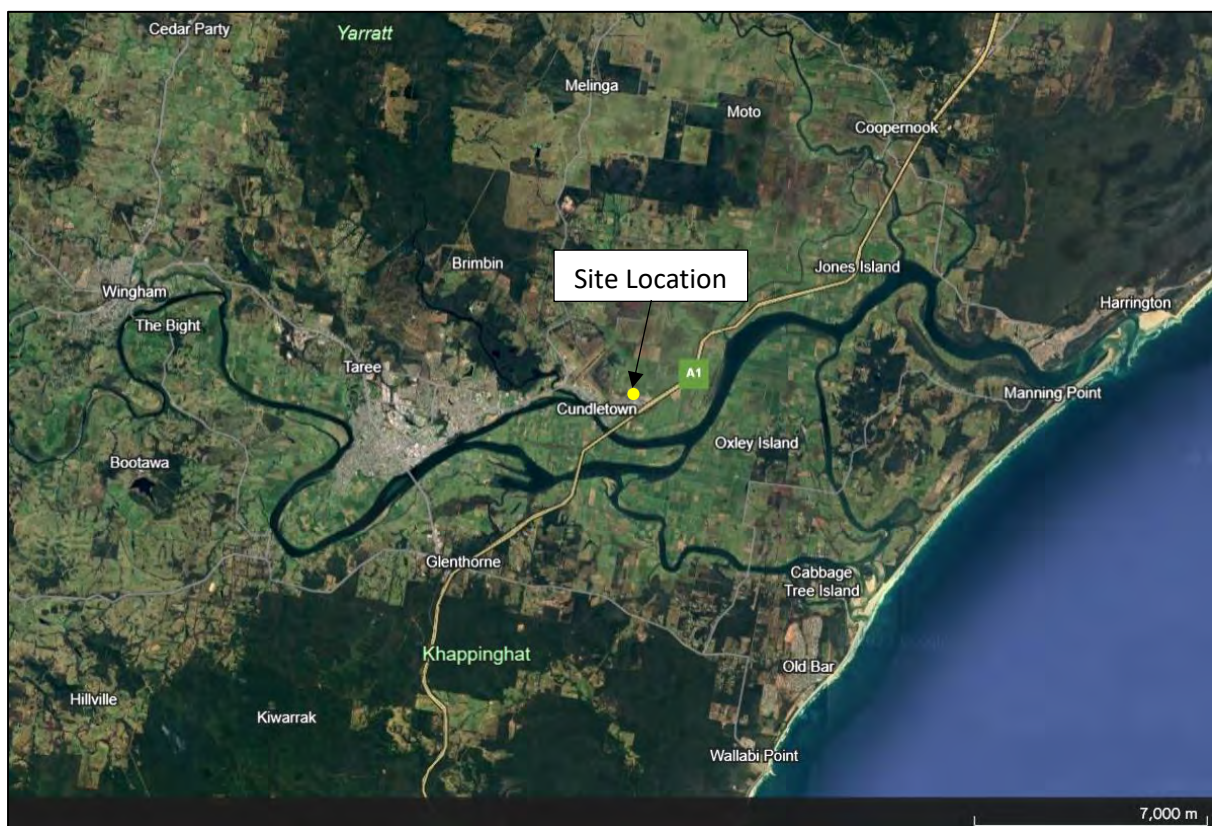 Cedar Party
Yarratt
Melinga
Moto
Coopernook
Brimbin
Site Location
Jones Island
Wingham
Harrington
The Bight
Taree
A1
Manning Point
Cundletown
Oxley Island
Bootawa
Glenthorne
Cabbage
Tree Island
Khappinghat
Old Bar
Hillville
Kiwarrak
Wallabi Point
7,000 m